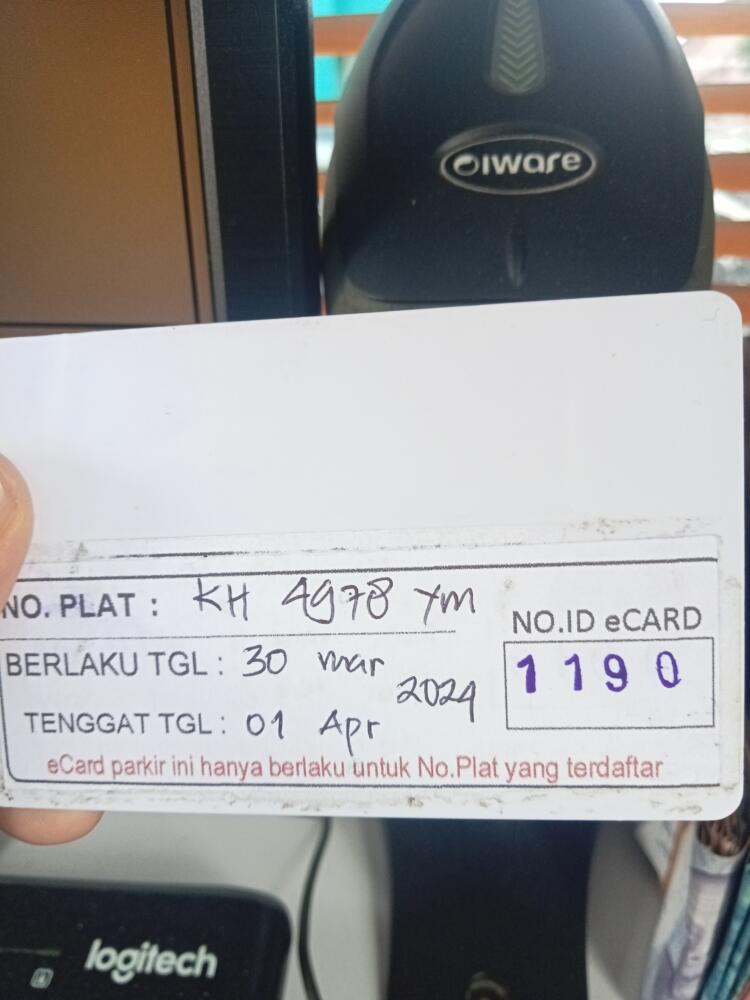 iware
NO. PLAT : KH 4978 YM
NO.ID eCARD
1190
BERLAKU TGL : 30 mar
2024
TENGGAT TGL : 01 Apr
eCard parkir ini hanya berlaku untuk No.Plat yang terdaftar
logitech